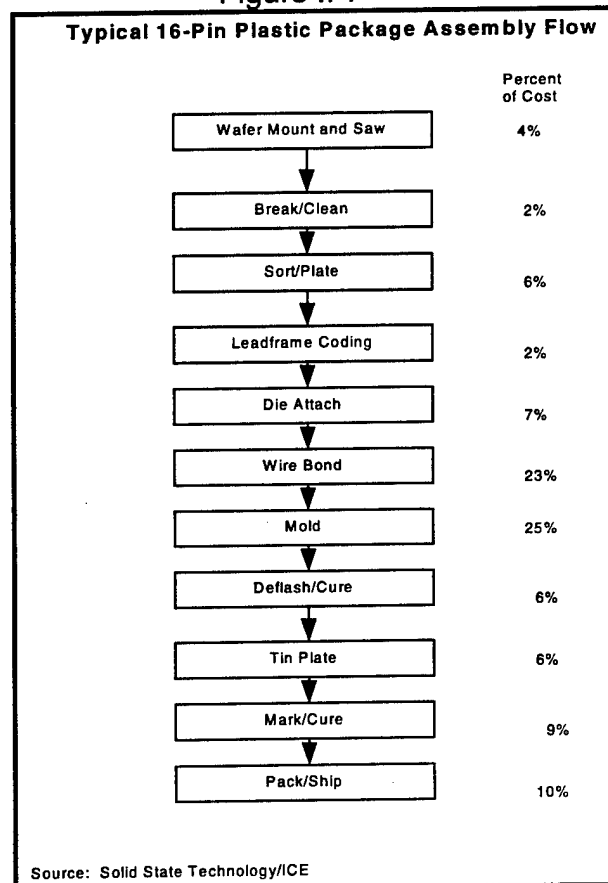 Typical 16-Pin Plastic Package Assembly Flow
Percent
of Cost
Wafer Mount and Saw 4%
Break/Clean 2%
Sort/Plate 6%
Leadframe Coding 2%
Die Attach 7%
Wire Bond 23%
Mold 25%
Deflash/Cure 6%
Tin Plate 6%
Mark/Cure 9%
Pack/Ship 10%
Source: Solid State Technology/ICE